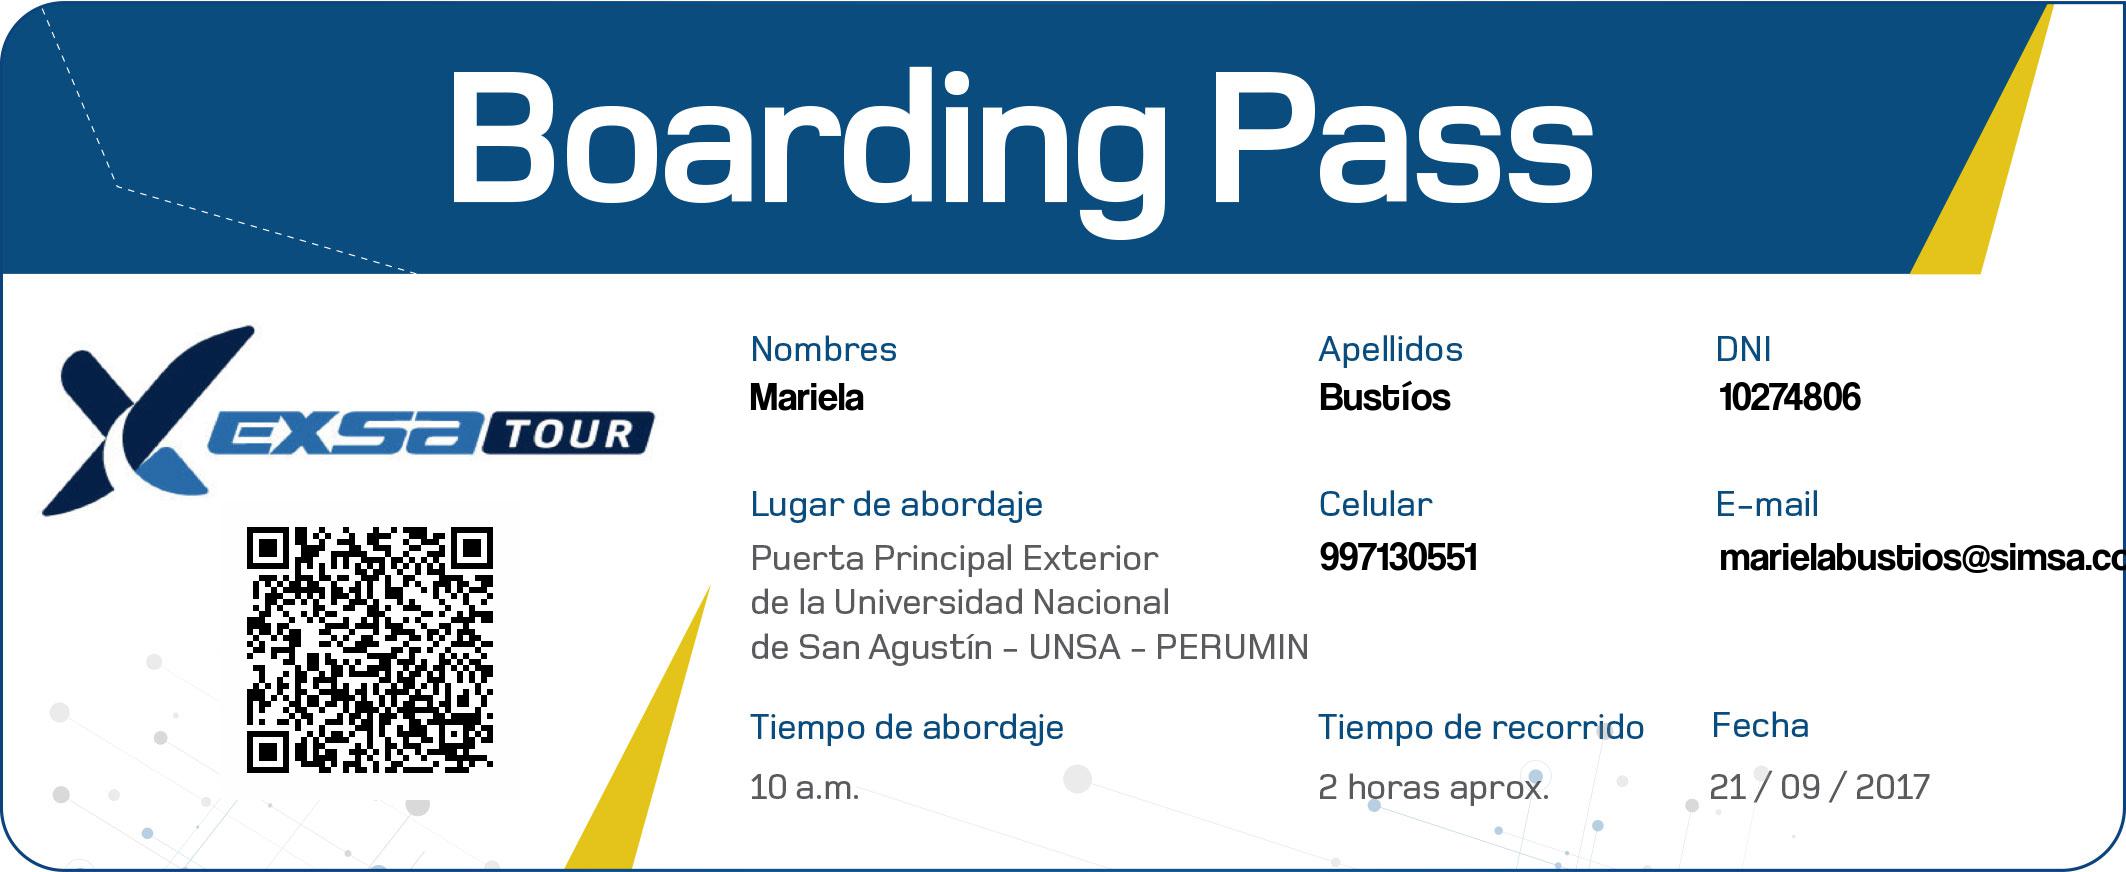 Boarding Pass
EXSA TOUR
Nombres
Mariela
Apellidos
Bustíos
DNI
10274806
Lugar de abordaje
Puerta Principal Exterior
de la Universidad Nacional
de San Agustín - UNSA - PERUMIN
Celular
997130551
E-mail
marielabustios@simsa.co
Tiempo de abordaje
10 a.m.
Tiempo de recorrido
2 horas aprox.
Fecha
21 / 09 / 2017